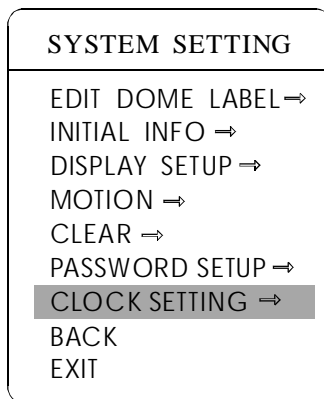 SYSTEM SETTING
EDIT DOME LABEL⇒
INITIAL INFO ⇒
DISPLAY SETUP ⇒
MOTION ⇒
CLEAR ⇒
PASSWORD SETUP ⇒
CLOCK SETTING ⇒
BACK
EXIT